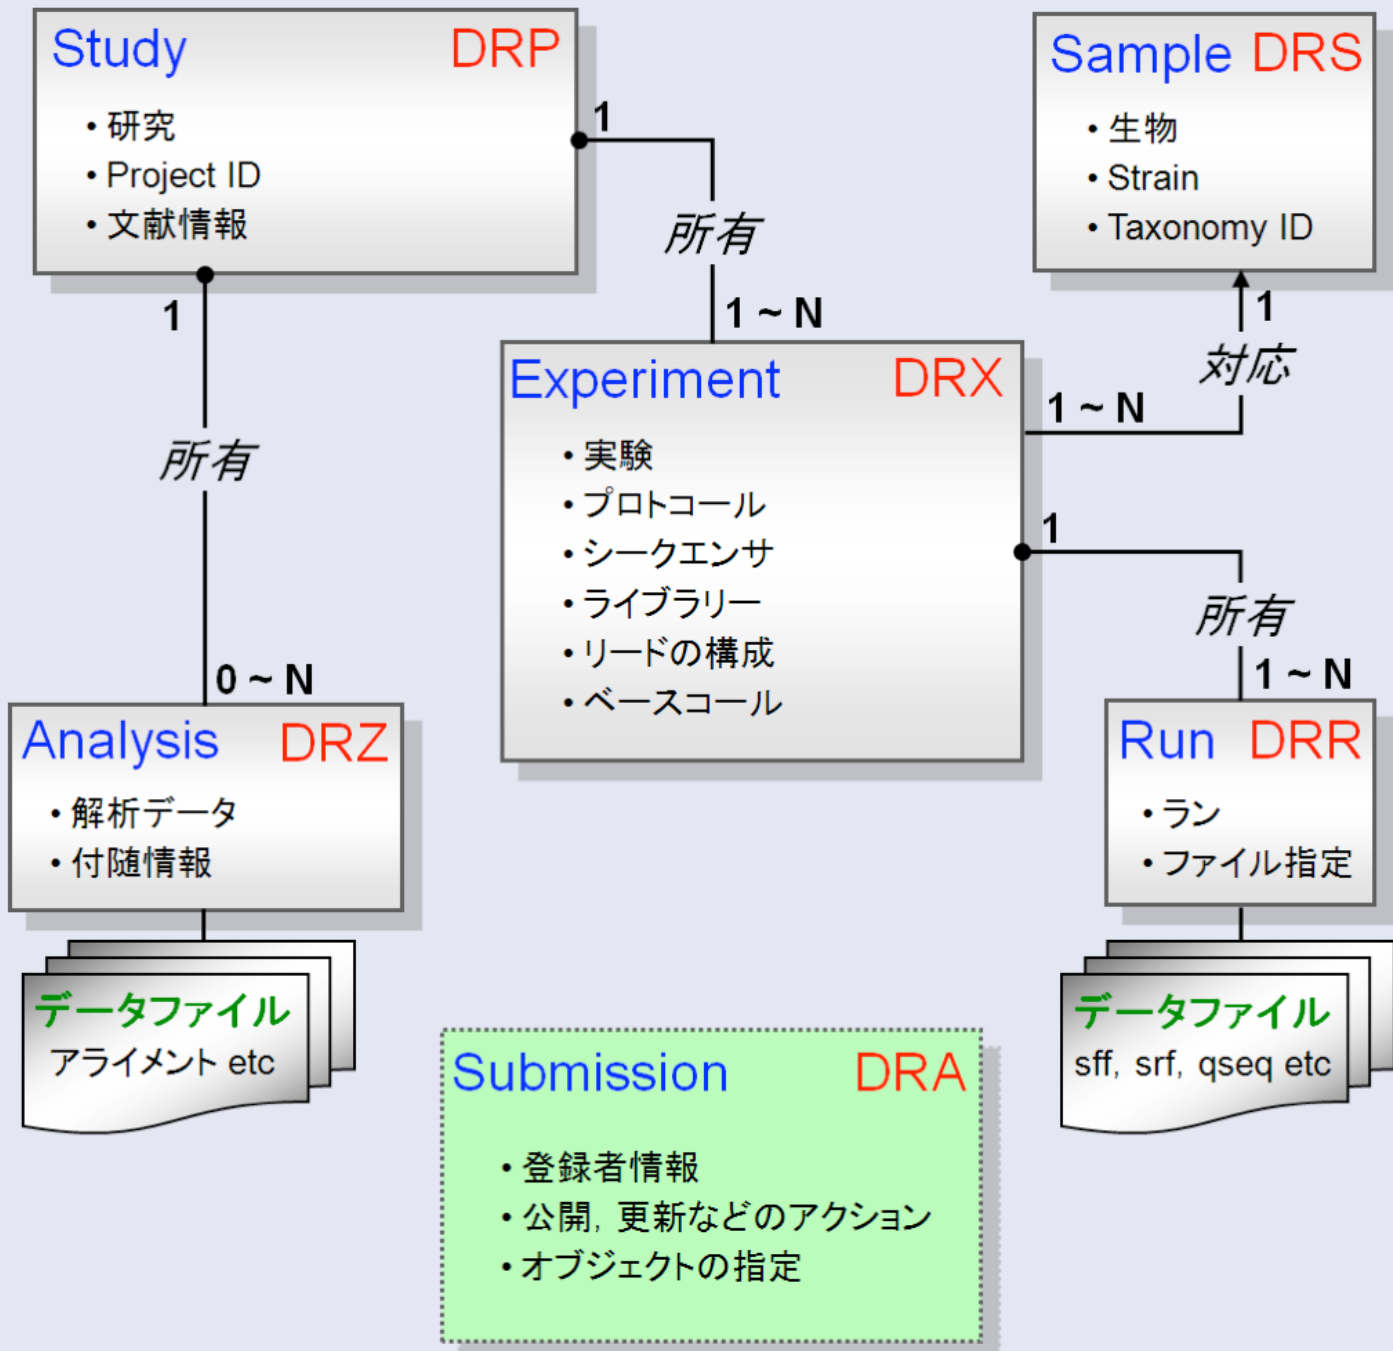 Study DRP
• 研究
• Project ID
• 文献情報
Sample DRS
• 生物
• Strain
• Taxonomy ID
1
所有
1 ~ N
1
所有
0 ~ N
1
対応
1 ~ N
Experiment DRX
• 実験
• プロトコール
• シークエンサ
• ライブラリー
• リードの構成
• ベースコール
1
所有
1 ~ N
Analysis DRZ
• 解析データ
• 付随情報
Run DRR
• ラン
• ファイル指定
データファイル
アライメント etc
データファイル
sff, srf, qseq etc
Submission DRA
• 登録者情報
• 公開, 更新などのアクション
• オブジェクトの指定